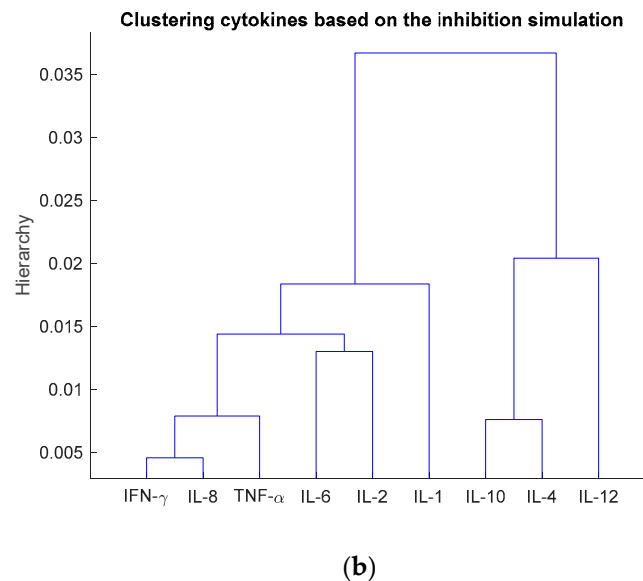 Clustering cytokines based on the inhibition simulation
Hierarchy
0.035
0.03
0.025
0.02
0.015
0.01
0.005
IFN-γ IL-8 TNF-α IL-6 IL-2 IL-1 IL-10 IL-4 IL-12
(b)